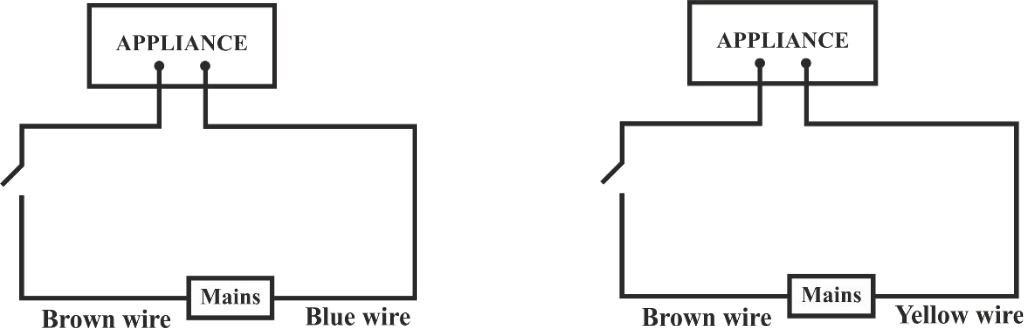 APPLIANCE
Mains
Brown wire
Blue wire
APPLIANCE
Mains
Brown wire
Yellow wire